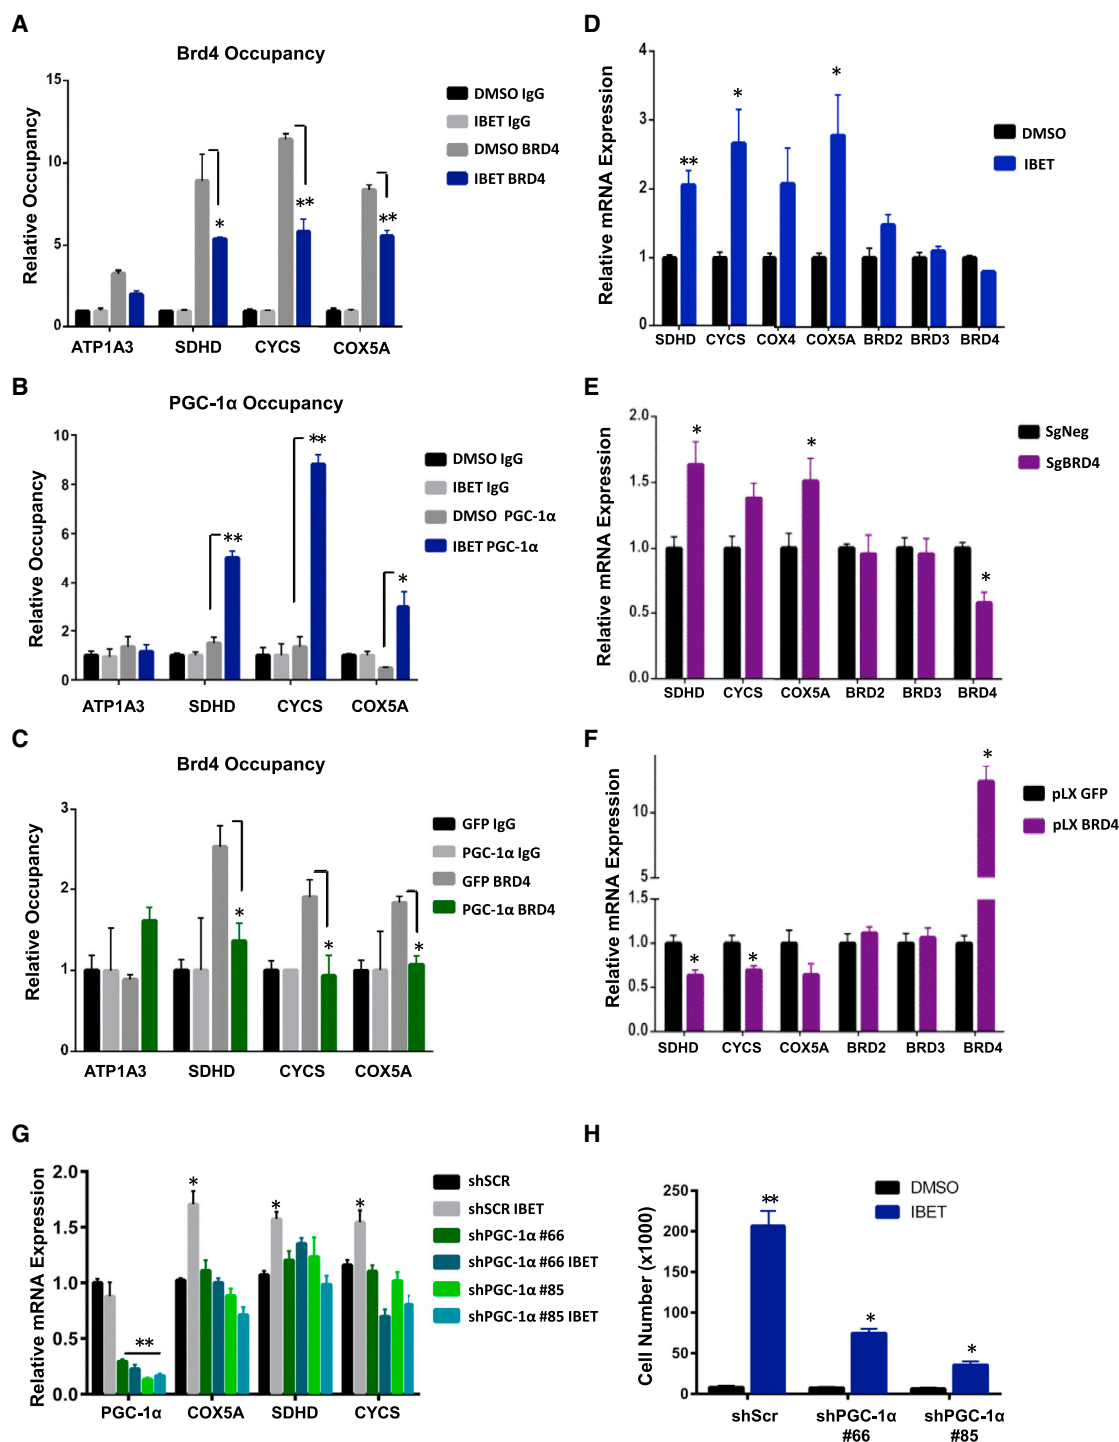 A
Brd4 Occupancy
Relative Occupancy
15
10
5
0
ATP1A3 SDHD CYCS COX5A
* ** **
DMSO IgG
IBET IgG
DMSO BRD4
IBET BRD4
B
PGC-1α Occupancy
Relative Occupancy
10
8
6
4
2
0
ATP1A3 SDHD CYCS COX5A
** ** *
DMSO IgG
IBET IgG
DMSO PGC-1α
IBET PGC-1α
C
Brd4 Occupancy
Relative Occupancy
3
2
1
0
ATP1A3 SDHD CYCS COX5A
* * *
GFP IgG
PGC-1α IgG
GFP BRD4
PGC-1α BRD4
D
Relative mRNA Expression
4
3
2
1
0
SDHD CYCS COX4 COX5A BRD2 BRD3 BRD4
** * *
DMSO
IBET
E
Relative mRNA Expression
2.0
1.5
1.0
0.5
0.0
SDHD CYCS COX5A BRD2 BRD3 BRD4
* * *
SgNeg
SgBRD4
F
Relative mRNA Expression
10
5
1.5
1.0
0.5
0.0
SDHD CYCS COX5A BRD2 BRD3 BRD4
* * *
pLX GFP
pLX BRD4
G
Relative mRNA Expression
2.0
1.5
1.0
0.5
0.0
PGC-1α COX5A SDHD CYCS
** * * *
shSCR
shSCR IBET
shPGC-1α #66
shPGC-1α #66 IBET
shPGC-1α #85
shPGC-1α #85 IBET
H
Cell Number (x1000)
250
200
150
100
50
0
shScr shPGC-1α shPGC-1α
#66 #85
** * *
DMSO
IBET